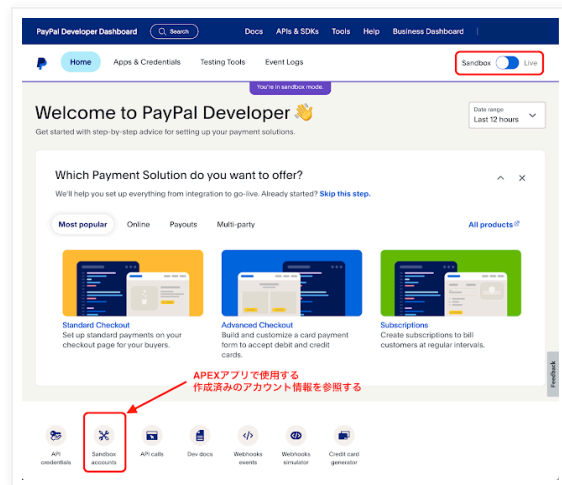 PayPal Developer Dashboard
Search
Docs
APIs & SDKs
Tools
Help
Business Dashboard
Home
Apps & Credentials
Testing Tools
Event Logs
Sandbox
Live
You're in sandbox mode.
Welcome to PayPal Developer 👋
Get started with step-by-step advice for setting up your payment solutions.
Date range
Last 12 hours
Which Payment Solution do you want to offer?
We'll help you set up everything from integration to go-live. Already started? Skip this step.
Most popular
Online
Payouts
Multi-party
All products
Standard Checkout
Set up standard payments on your
checkout page for your buyers.
Advanced Checkout
Build and customize a card payment
form to accept debit and credit
cards.
Subscriptions
Create subscriptions to bill
customers at regular intervals.
Feedback
APEXアプリで使用する
作成済みのアカウント情報を参照する
API
credentials
Sandbox
accounts
API calls
Dev docs
Webhooks
events
Webhooks
simulator
Credit card
generator